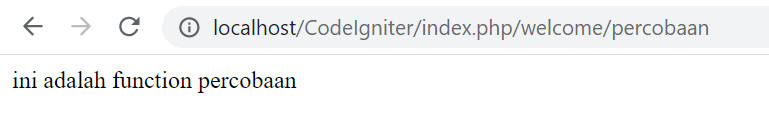 localhost/CodeIgniter/index.php/welcome/percobaan
ini adalah function percobaan